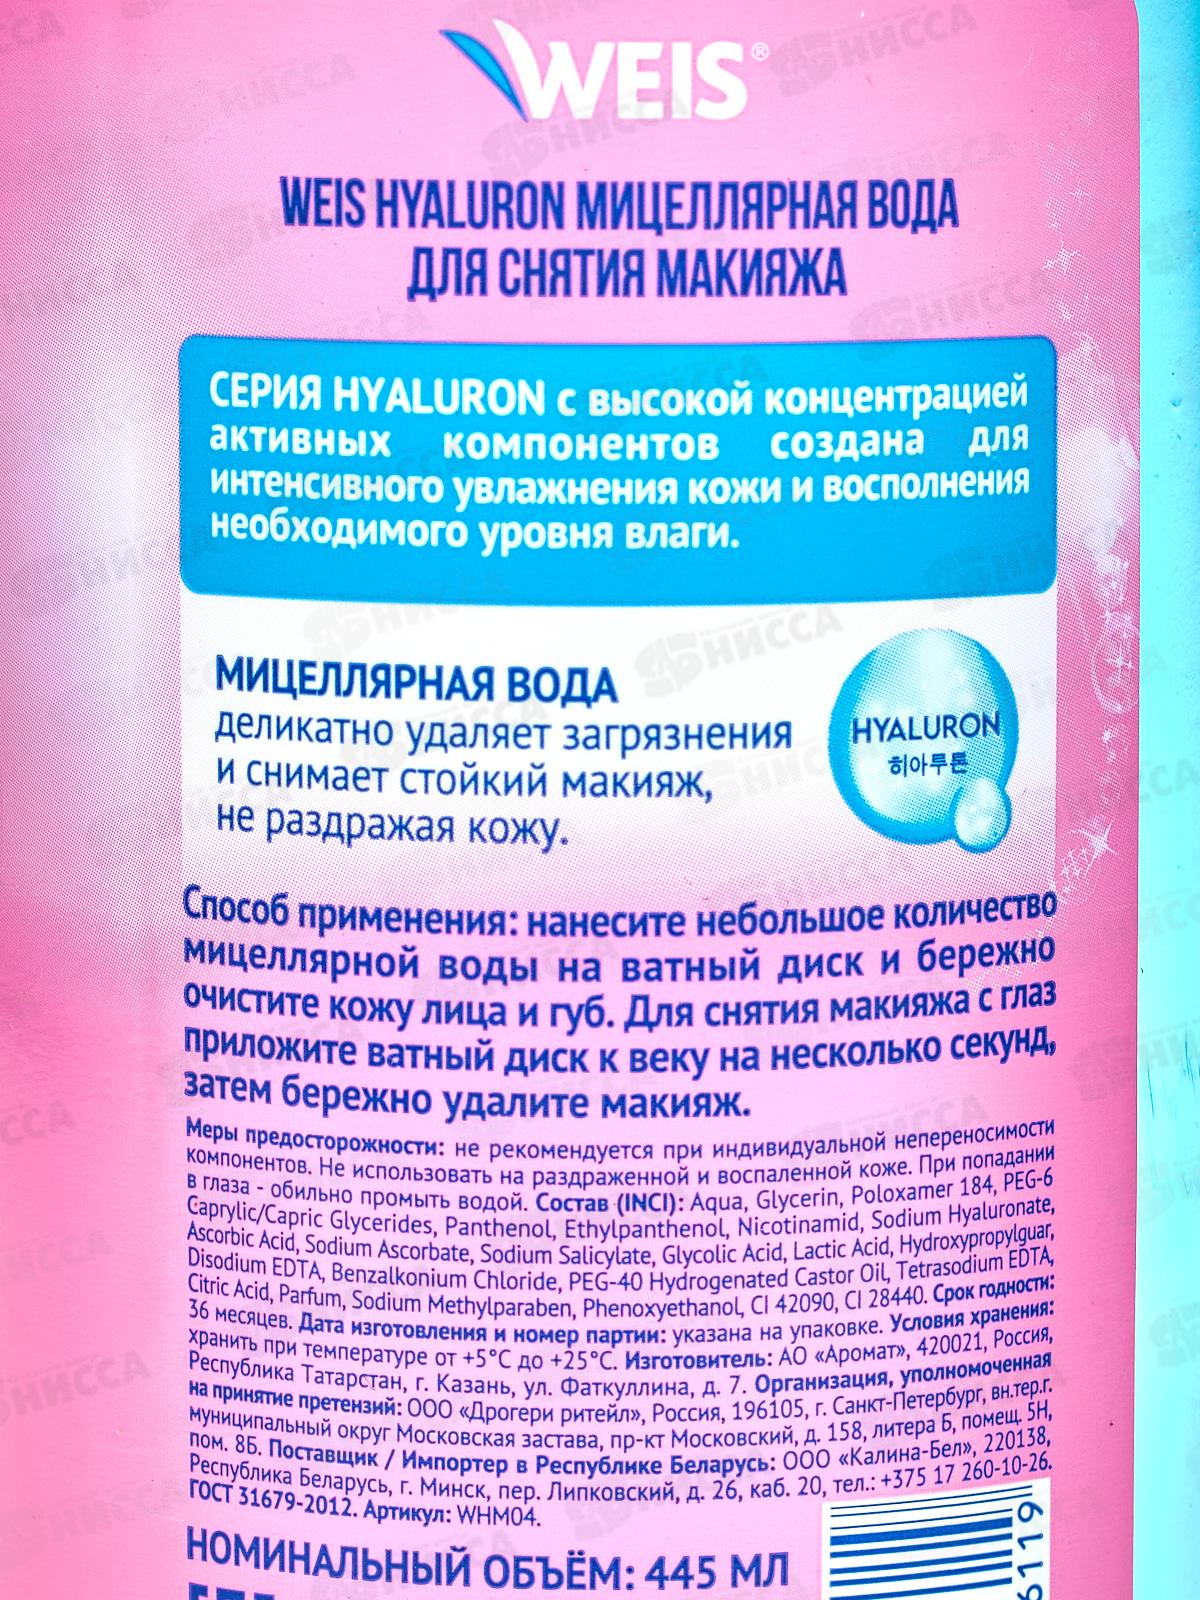 WEIS®
WEIS HYALURON МИЦЕЛЛЯРНАЯ ВОДА
ДЛЯ СНЯТИЯ МАКИЯЖА
СЕРИЯ HYALURON с высокой концентрацией
активных компонентов создана для
интенсивного увлажнения кожи и восполнения
необходимого уровня влаги.
МИЦЕЛЛЯРНАЯ ВОДА
деликатно удаляет загрязнения
и снимает стойкий макияж,
не раздражая кожу.
HYALURON
히아루론
Способ применения: нанесите небольшое количество
мицеллярной воды на ватный диск и бережно
очистите кожу лица и губ. Для снятия макияжа с глаз
приложите ватный диск к веку на несколько секунд,
затем бережно удалите макияж.
Меры предосторожности: не рекомендуется при индивидуальной непереносимости
компонентов. Не использовать на раздраженной и воспаленной коже. При попадании
в глаза - обильно промыть водой. Состав (INCI): Aqua, Glycerin, Poloxamer 184, PEG-6
Caprylic/Capric Glycerides, Panthenol, Ethylpanthenol, Nicotinamid, Sodium Hyaluronate,
Ascorbic Acid, Sodium Ascorbate, Sodium Salicylate, Glycolic Acid, Lactic Acid, Hydroxypropylguar,
Disodium EDTA, Benzalkonium Chloride, PEG-40 Hydrogenated Castor Oil, Tetrasodium EDTA,
Citric Acid, Parfum, Sodium Methylparaben, Phenoxyethanol, CI 42090, CI 28440. Срок годности:
36 месяцев. Дата изготовления и номер партии: указана на упаковке. Условия хранения:
хранить при температуре от +5°С до +25°С. Изготовитель: АО «Аромат», 420021, Россия,
Республика Татарстан, г. Казань, ул. Фаткуллина, д. 7. Организация, уполномоченная
на принятие претензий: ООО «Дрогери ритейл», Россия, 196105, г. Санкт-Петербург, вн.тер.г.
муниципальный округ Московская застава, пр-кт Московский, д. 158, литера Б, помещ. 5Н,
пом. 8Б. Поставщик / Импортер в Республике Беларусь: ООО «Калина-Бел», 220138,
Республика Беларусь, г. Минск, пер. Липковский, д. 26, каб. 20, тел.: +375 17 260-10-26.
ГОСТ 31679-2012. Артикул: WHM04.
НОМИНАЛЬНЫЙ ОБЪЁМ: 445 МЛ
6119